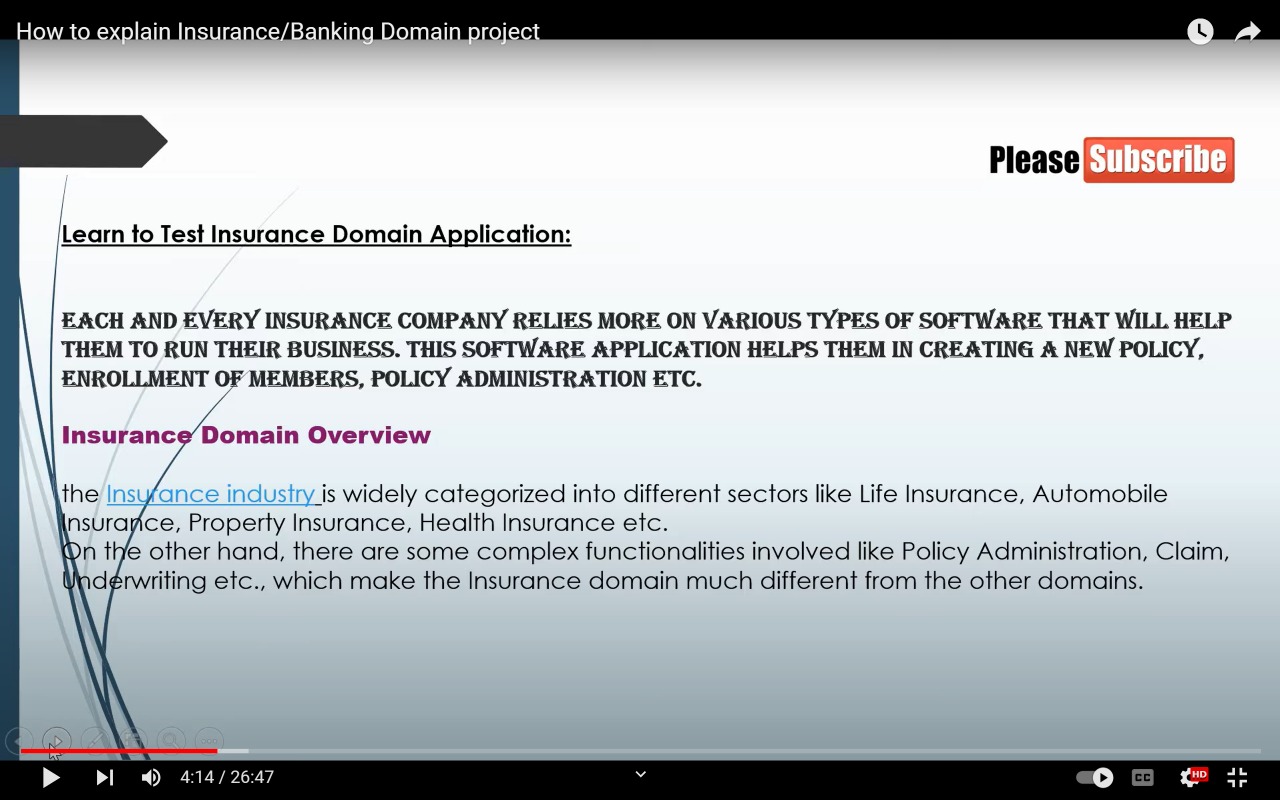 How to explain Insurance/Banking Domain project
Please Subscribe
Learn to Test Insurance Domain Application:
EACH AND EVERY INSURANCE COMPANY RELIES MORE ON VARIOUS TYPES OF SOFTWARE THAT WILL HELP
THEM TO RUN THEIR BUSINESS. THIS SOFTWARE APPLICATION HELPS THEM IN CREATING A NEW POLICY,
ENROLLMENT OF MEMBERS, POLICY ADMINISTRATION ETC.
Insurance Domain Overview
the Insurance industry is widely categorized into different sectors like Life Insurance, Automobile
Insurance, Property Insurance, Health Insurance etc.
On the other hand, there are some complex functionalities involved like Policy Administration, Claim,
Underwriting etc., which make the Insurance domain much different from the other domains.
4:14 / 26:47
CC
HD